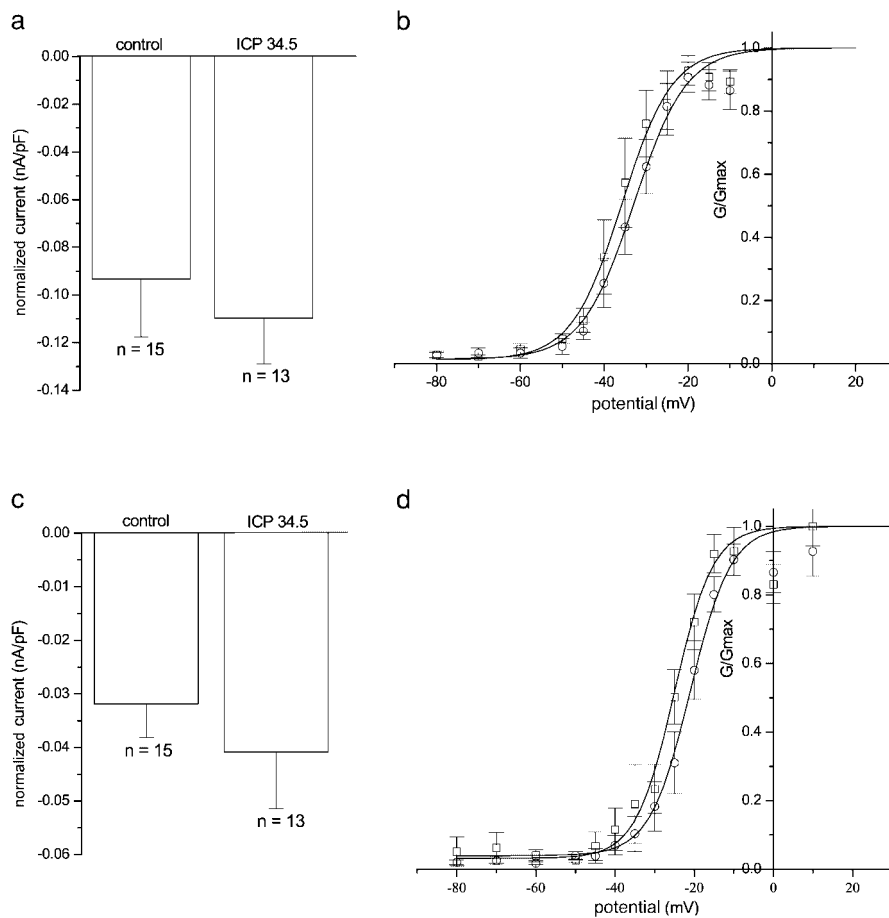 a
control
ICP 34.5
0.00
-0.02
-0.04
-0.06
-0.08
-0.10
-0.12
-0.14
normalized current (nA/pF)
n = 15
n = 13
b
1.0
0.8
0.6
0.4
0.2
0.0
G/Gmax
-80
-60
-40
-20
0
20
potential (mV)
c
control
ICP 34.5
0.00
-0.01
-0.02
-0.03
-0.04
-0.05
-0.06
normalized current (nA/pF)
n = 15
n = 13
d
1.0
0.8
0.6
0.4
0.2
0.0
G/Gmax
-80
-60
-40
-20
0
20
potential (mV)